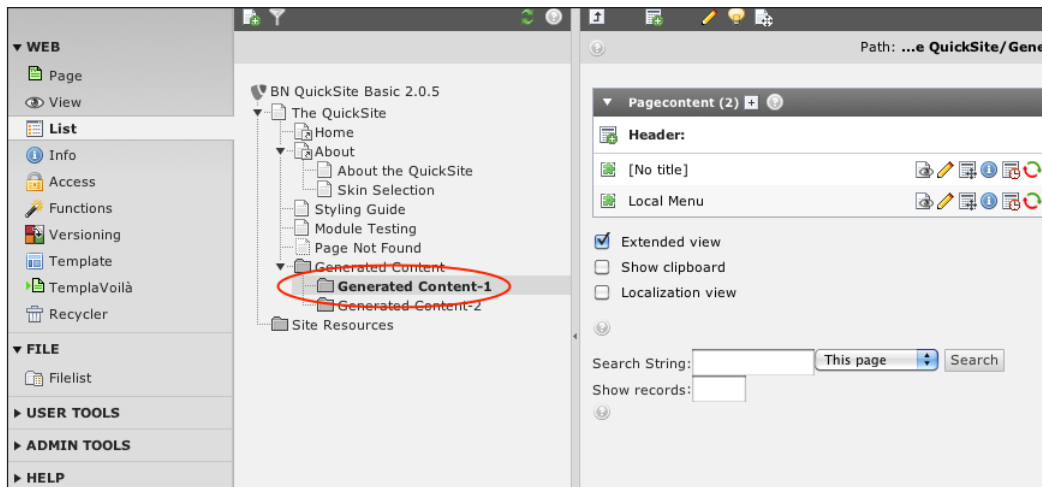 WEB
Page
View
List
Info
Access
Functions
Versioning
Template
TemplaVoilà
Recycler
FILE
Filelist
USER TOOLS
ADMIN TOOLS
HELP
BN QuickSite Basic 2.0.5
The QuickSite
Home
About
About the QuickSite
Skin Selection
Styling Guide
Module Testing
Page Not Found
Generated Content
Generated Content-1
Generated Content-2
Site Resources
Path: ...e QuickSite/Gene
Pagecontent (2)
Header:
[No title]
Local Menu
Extended view
Show clipboard
Localization view
Search String: This page Search
Show records: